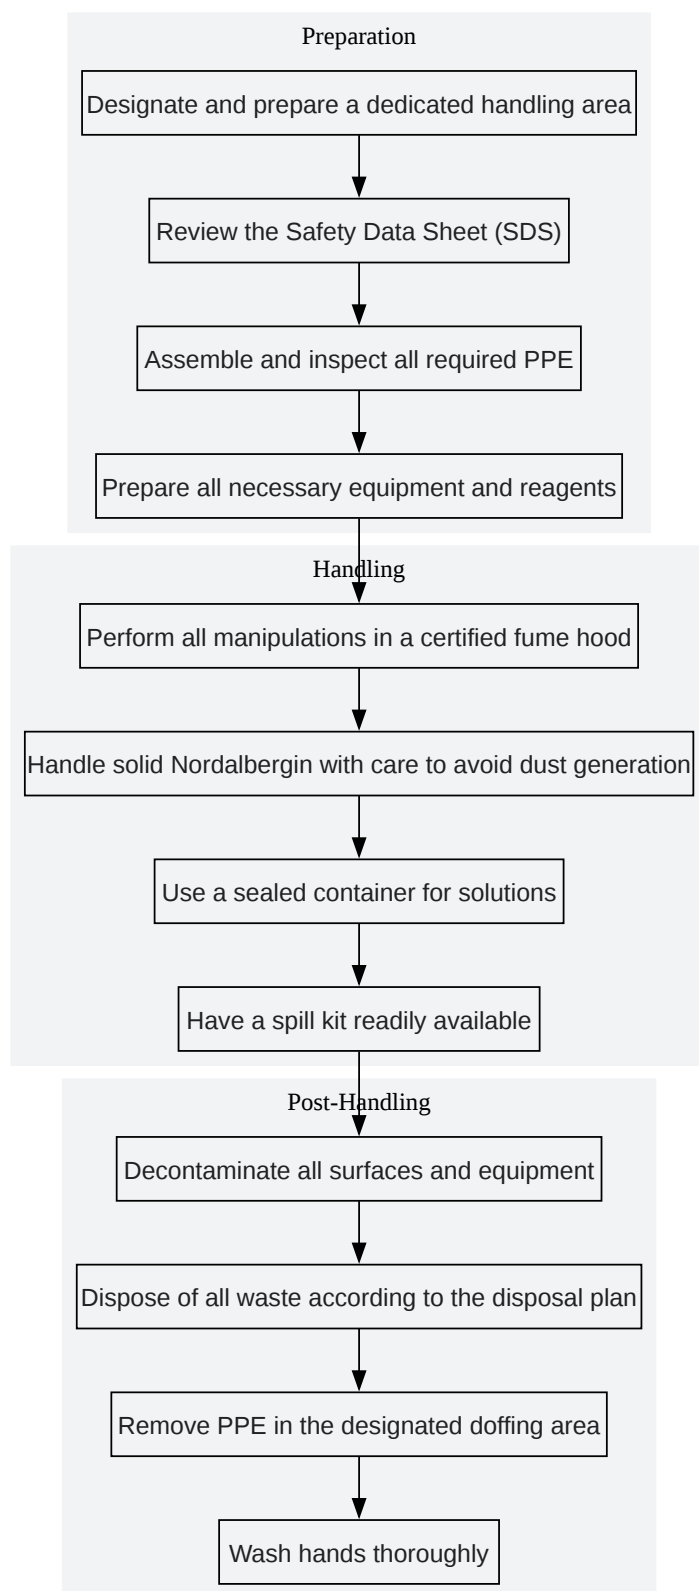 Preparation
Designate and prepare a dedicated handling area
Review the Safety Data Sheet (SDS)
Assemble and inspect all required PPE
Prepare all necessary equipment and reagents
Handling
Perform all manipulations in a certified fume hood
Handle solid Nordalbergin with care to avoid dust generation
Use a sealed container for solutions
Have a spill kit readily available
Post-Handling
Decontaminate all surfaces and equipment
Dispose of all waste according to the disposal plan
Remove PPE in the designated doffing area
Wash hands thoroughly